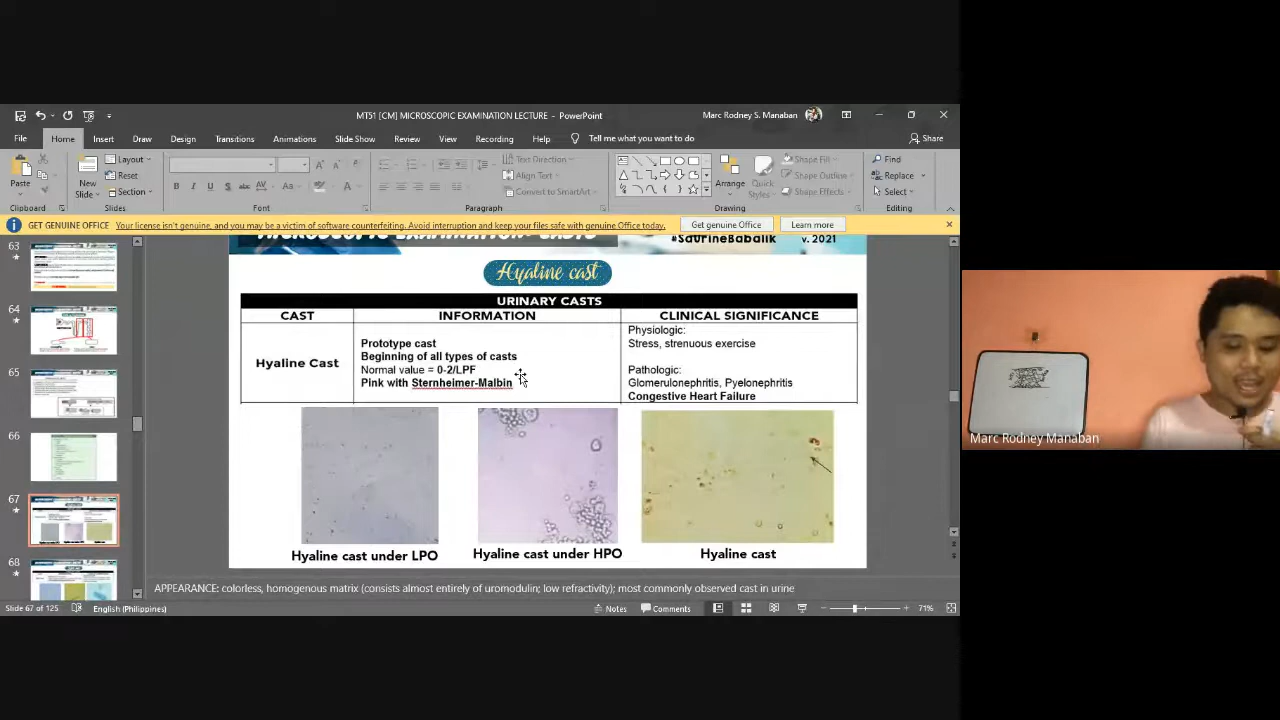 MT51 [CM] MICROSCOPIC EXAMINATION LECTURE - PowerPoint
Marc Rodney S. Manaban
File Home Insert Draw Design Transitions Animations Slide Show Review View Recording Help Tell me what you want to do Share
Paste
Clipboard
New Slide
Layout
Reset
Section
Slides
Font
Text Direction
Align Text
Convert to SmartArt
Paragraph
Arrange
Quick Styles
Shape Fill
Shape Outline
Shape Effects
Drawing
Find
Replace
Select
Editing
GET GENUINE OFFICE Your license isn't genuine, and you may be a victim of software counterfeiting. Avoid interruption and keep your files safe with genuine Office today. Get genuine Office Learn more
63
64
65
66
67
68
#SaUrineBabalik v. 2021
Hyaline cast
URINARY CASTS
CAST INFORMATION CLINICAL SIGNIFICANCE
Hyaline Cast
Prototype cast
Beginning of all types of casts
Normal value = 0-2/LPF
Pink with Sternheimer-Malbin
Physiologic:
Stress, strenuous exercise
Pathologic:
Glomerulonephritis, Pyelonephritis
Congestive Heart Failure
Hyaline cast under LPO
Hyaline cast under HPO
Hyaline cast
APPEARANCE: colorless, homogenous matrix (consists almost entirely of uromodulin; low refractivity); most commonly observed cast in urine
Slide 67 of 125 English (Philippines) Notes Comments 71%
Marc Rodney Manaban